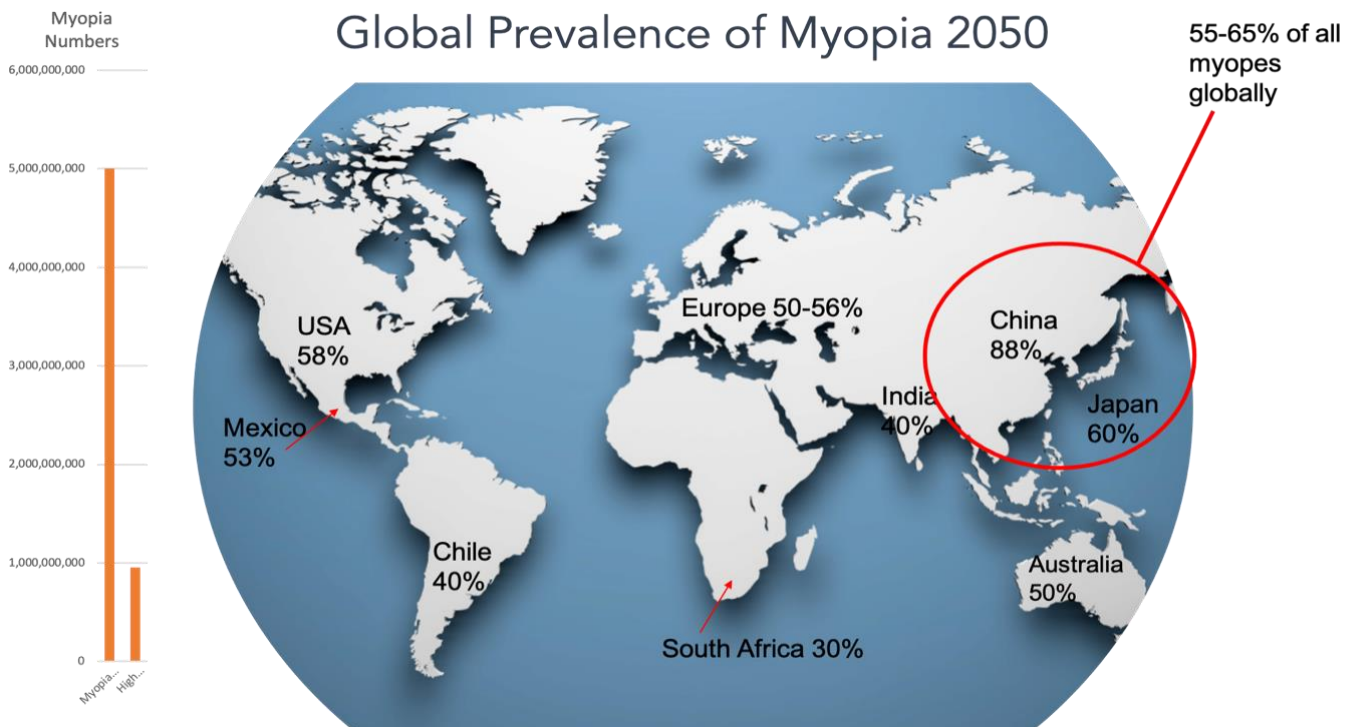 Myopia
Numbers
6,000,000,000
5,000,000,000
4,000,000,000
3,000,000,000
2,000,000,000
1,000,000,000
0
Myopia...
High...
Global Prevalence of Myopia 2050
55-65% of all
myopes
globally
USA
58%
Mexico
53%
Chile
40%
Europe 50-56%
South Africa 30%
India
40%
China
88%
Japan
60%
Australia
50%